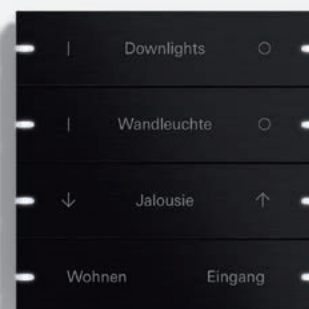 | Downlights ○
| Wandleuchte ○
↓ Jalousie ↑
Wohnen Eingang